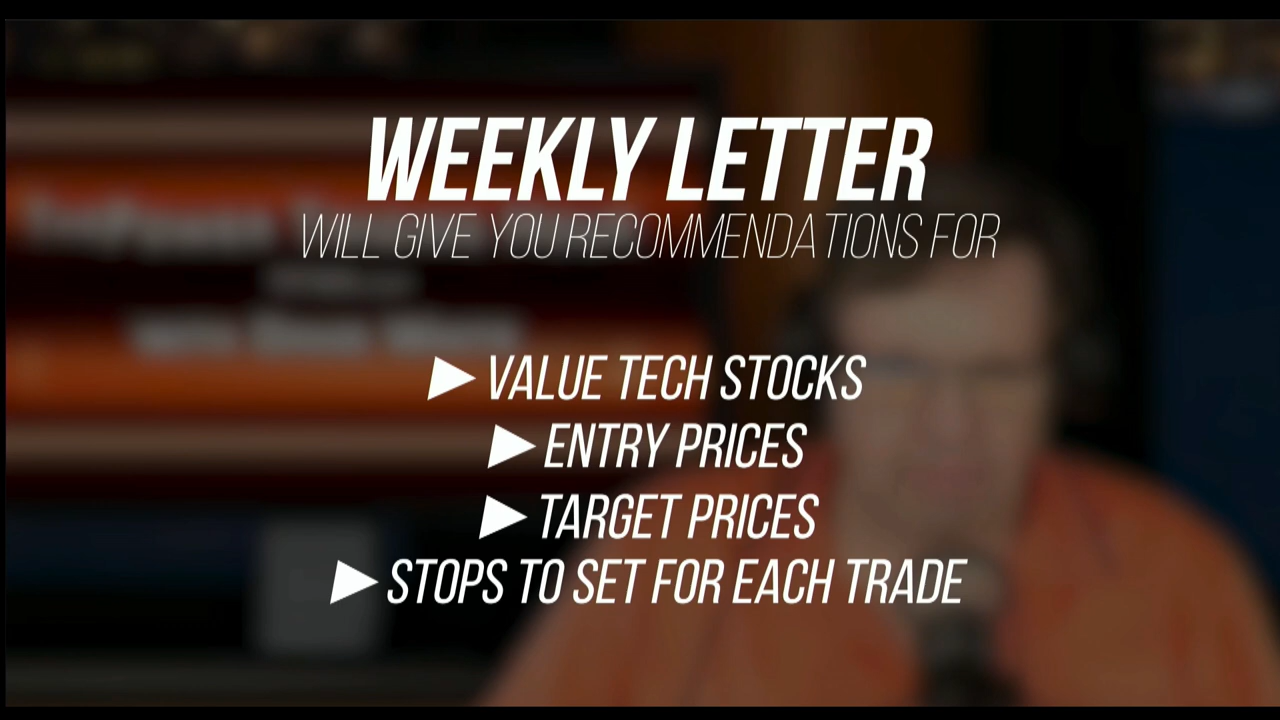 WEEKLY LETTER
WILL GIVE YOU RECOMMENDATIONS FOR
▶ VALUE TECH STOCKS
▶ ENTRY PRICES
▶ TARGET PRICES
▶ STOPS TO SET FOR EACH TRADE